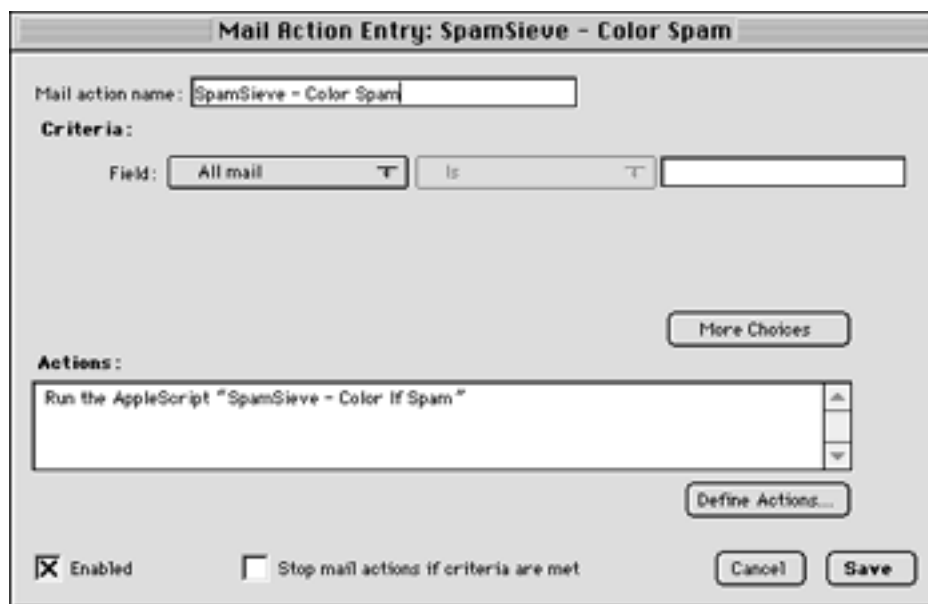 Mail Action Entry: SpamSieve - Color Spam
Mail action name: SpamSieve - Color Spam
Criteria:
Field: All mail Is
More Choices
Actions:
Run the AppleScript "SpamSieve - Color If Spam"
Define Actions...
Enabled Stop mail actions if criteria are met Cancel Save